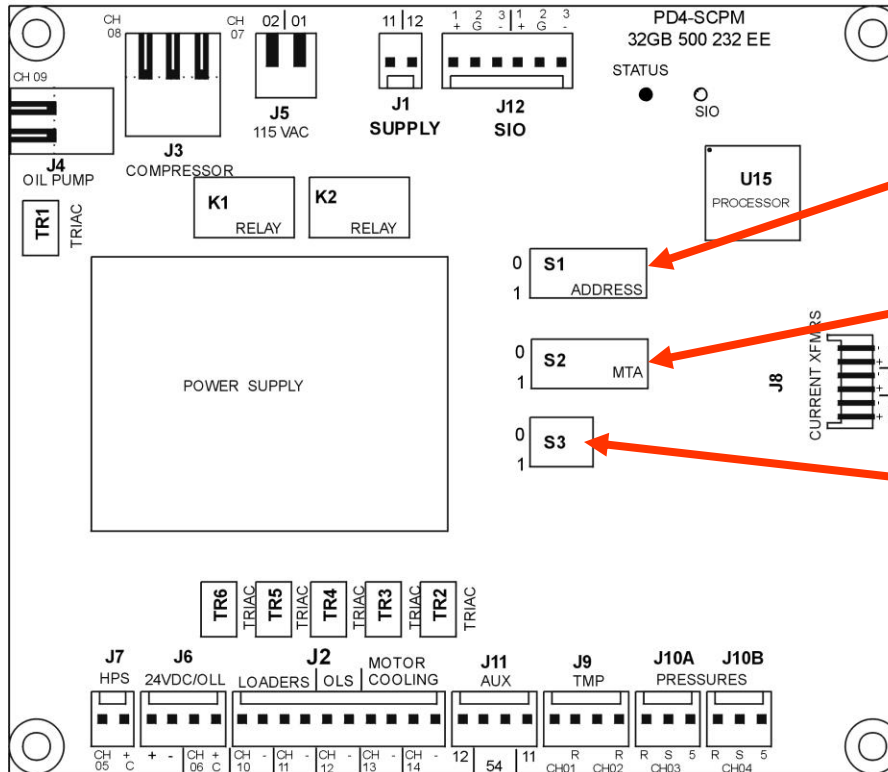 CH 08
CH 07
02 01
11 12
1 2 3 1 2 3
+ G - + G -
PD4-SCPM
32GB 500 232 EE
STATUS
SIO
CH 09
J5
115 VAC
J1
SUPPLY
J12
SIO
J4
OIL PUMP
J3
COMPRESSOR
TR1
TRIAC
K1
RELAY
K2
RELAY
U15
PROCESSOR
0
1
S1
ADDRESS
0
1
S2
MTA
0
1
S3
J8
CURRENT XFMRS
- + - + - +
POWER SUPPLY
TR6
TRIAC
TR5
TRIAC
TR4
TRIAC
TR3
TRIAC
TR2
TRIAC
J7
HPS
J6
24VDC/OLL
J2
LOADERS OLS MOTOR COOLING
J11
AUX
J9
TMP
J10A J10B
PRESSURES
CH 05 + C
+ - CH 06 + C
CH 10 - CH 11 - CH 12 - CH 13 - CH 14 -
12 54 11
R R
CH01 CH02
R S 5
CH03
R S 5
CH04